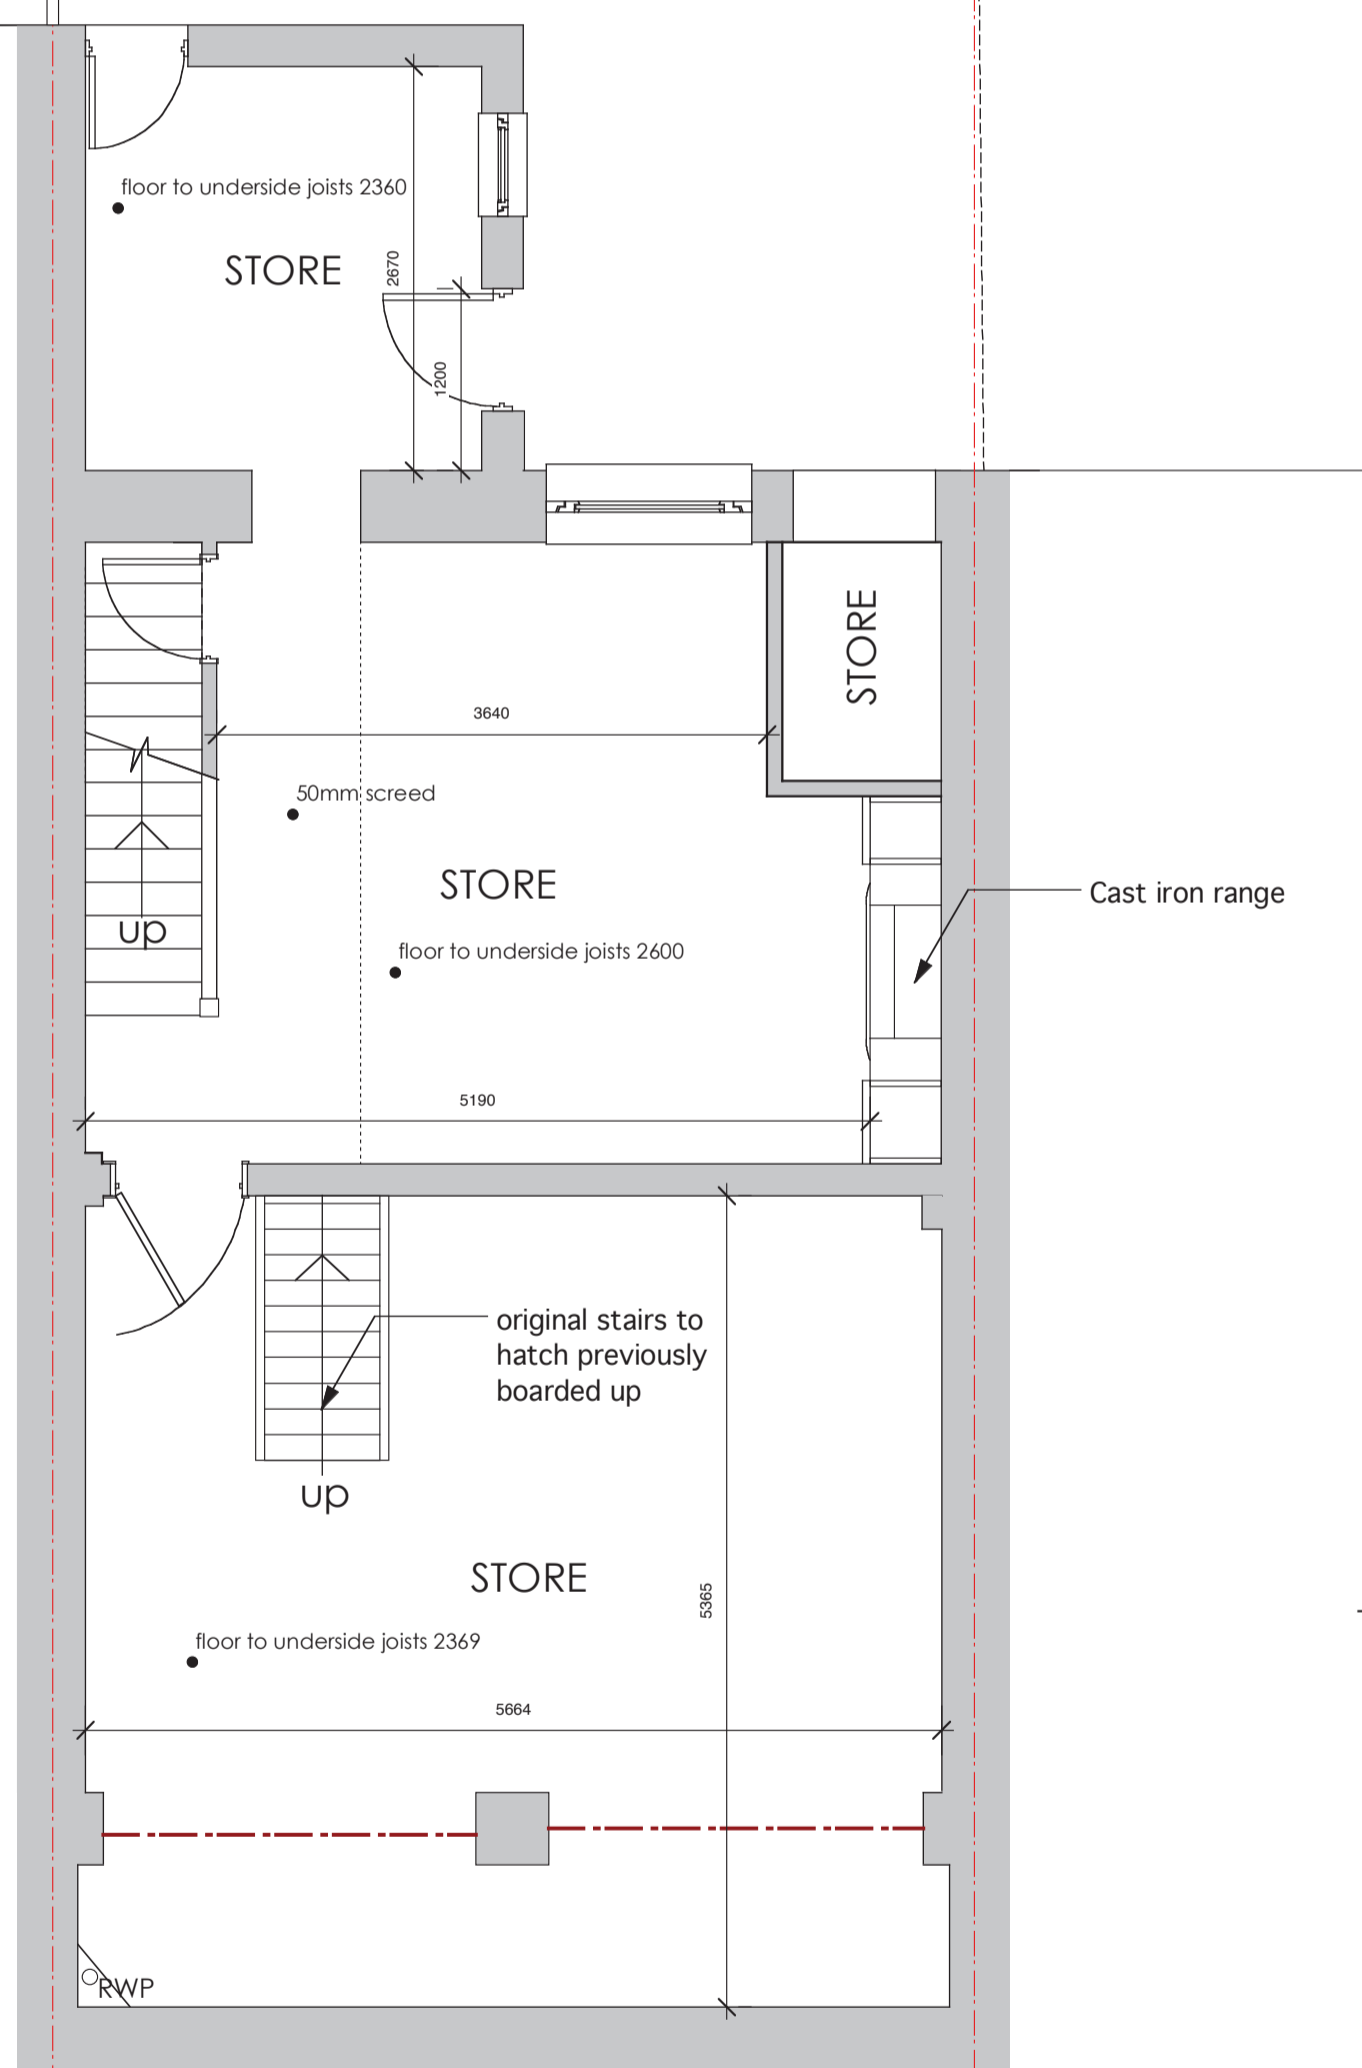 floor to underside joists 2360
STORE
2670
1200
STORE
3640
50mm screed
STORE
Cast iron range
up
floor to underside joists 2600
5190
original stairs to
hatch previously
boarded up
up
STORE
5365
floor to underside joists 2369
5664
RWP